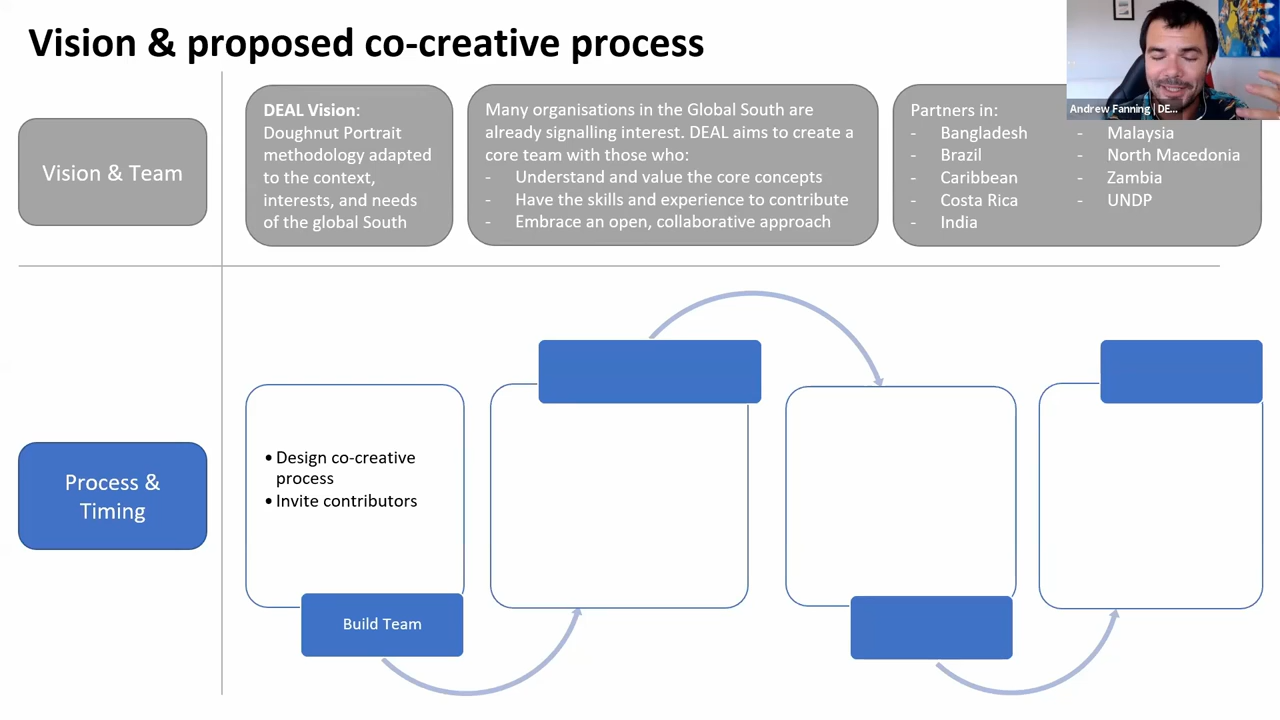 Vision & proposed co-creative process
Andrew Fanning | DE...
Vision & Team
DEAL Vision:
Doughnut Portrait
methodology adapted
to the context,
interests, and needs
of the global South
Many organisations in the Global South are
already signalling interest. DEAL aims to create a
core team with those who:
- Understand and value the core concepts
- Have the skills and experience to contribute
- Embrace an open, collaborative approach
Partners in:
- Bangladesh
- Brazil
- Caribbean
- Costa Rica
- India
- Malaysia
- North Macedonia
- Zambia
- UNDP
Process &
Timing
• Design co-creative
process
• Invite contributors
Build Team